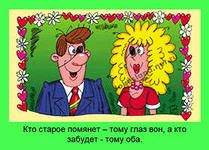 Кто старое помянет – тому глаз вон, а кто
забудет - тому оба.